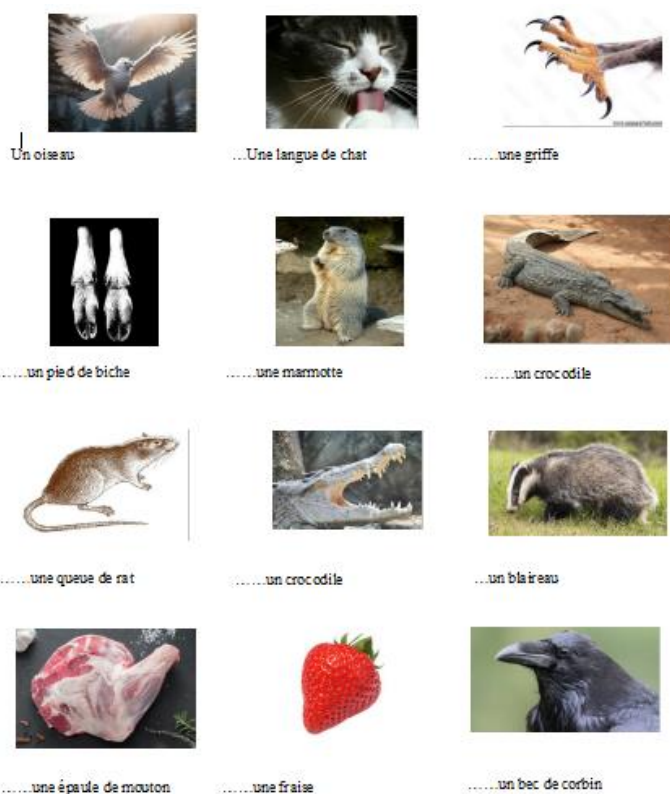 Un oiseau
...Une langue de chat
......une griffe
......un pied de biche
......une marmotte
......un crocodile
......une queue de rat
......un crocodile
...un blaireau
......une épaule de mouton
......une fraise
......un bec de corbin